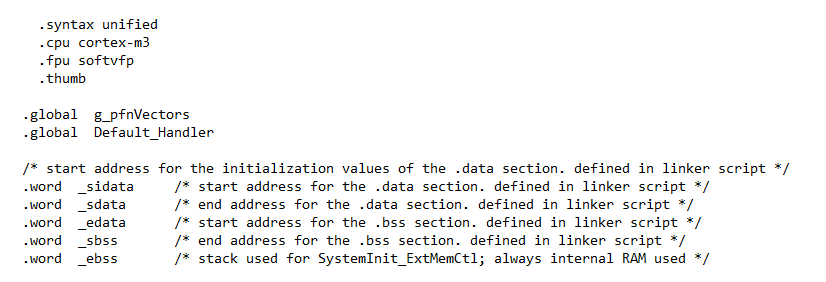 .syntax unified
.cpu cortex-m3
.fpu softvfp
.thumb
.global g_pfnVectors
.global Default_Handler
/* start address for the initialization values of the .data section. defined in linker script */
.word _sidata /* start address for the .data section. defined in linker script */
.word _sdata /* end address for the .data section. defined in linker script */
.word _edata /* start address for the .bss section. defined in linker script */
.word _sbss /* end address for the .bss section. defined in linker script */
.word _ebss /* stack used for SystemInit_ExtMemCtl; always internal RAM used */